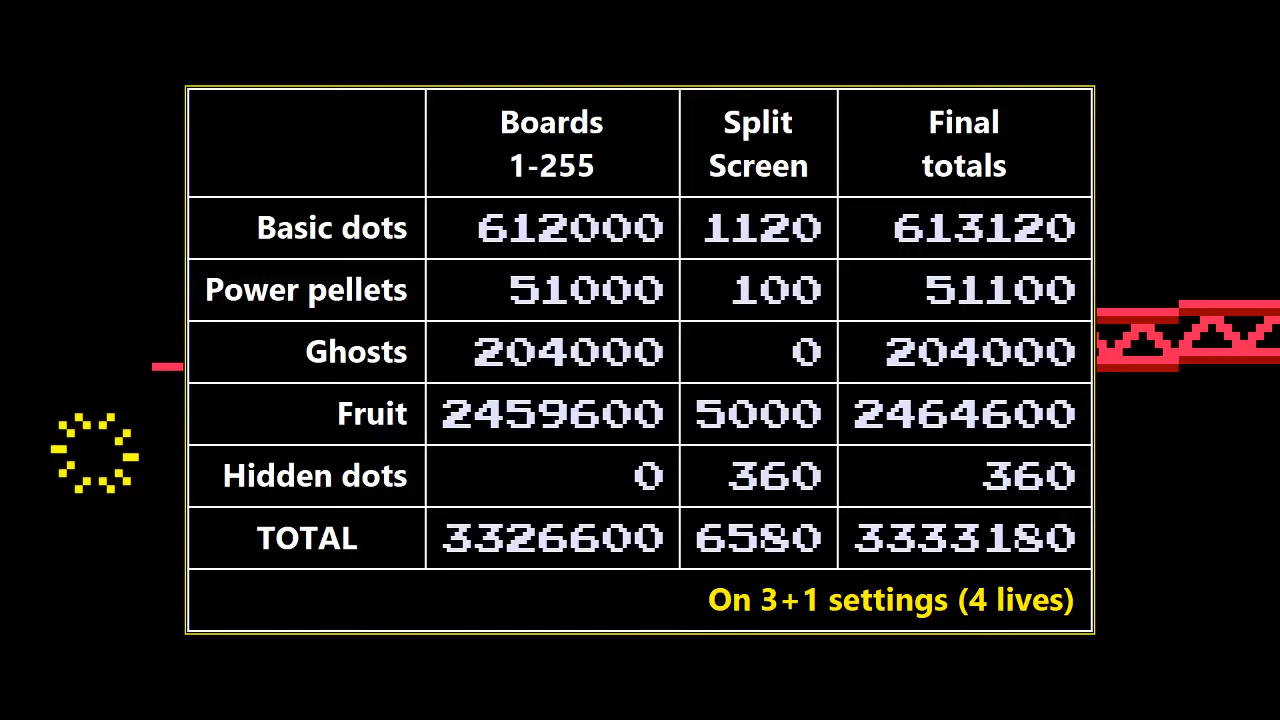 Boards 1-255 Split Screen Final totals
Basic dots 612000 1120 613120
Power pellets 51000 100 51100
Ghosts 204000 0 204000
Fruit 2459600 5000 2464600
Hidden dots 0 360 360
TOTAL 3326600 6580 3333180
On 3+1 settings (4 lives)